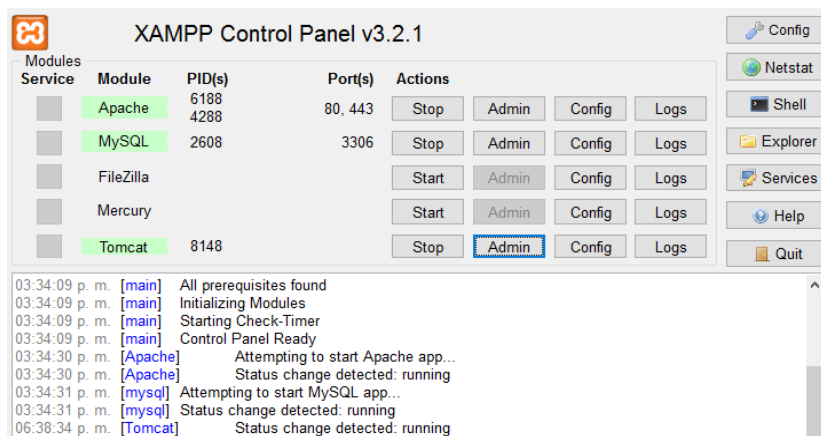 XAMPP Control Panel v3.2.1
Config
Modules
Netstat
Service Module PID(s) Port(s) Actions
Apache 6188 4288 80, 443 Stop Admin Config Logs
Shell
MySQL 2608 3306 Stop Admin Config Logs
Explorer
FileZilla Start Admin Config Logs
Services
Mercury Start Admin Config Logs
Help
Tomcat 8148 Stop Admin Config Logs
Quit
03:34:09 p. m. [main] All prerequisites found
03:34:09 p. m. [main] Initializing Modules
03:34:09 p. m. [main] Starting Check-Timer
03:34:09 p. m. [main] Control Panel Ready
03:34:30 p. m. [Apache] Attempting to start Apache app...
03:34:30 p. m. [Apache] Status change detected: running
03:34:31 p. m. [mysql] Attempting to start MySQL app...
03:34:31 p. m. [mysql] Status change detected: running
06:38:34 p. m. [Tomcat] Status change detected: running